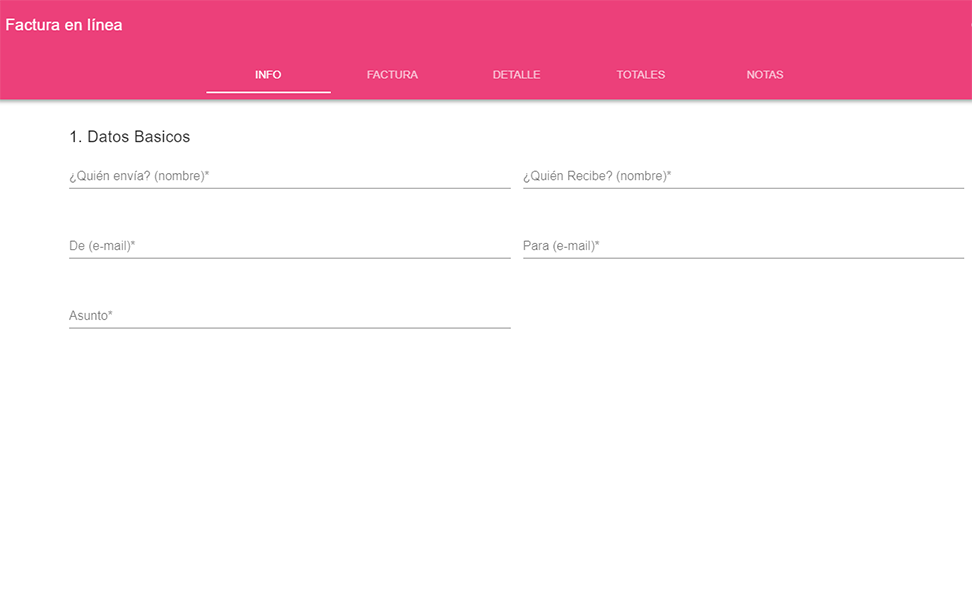 Factura en línea
INFO FACTURA DETALLE TOTALES NOTAS
1. Datos Basicos
¿Quién envía? (nombre)* ¿Quién Recibe? (nombre)*
De (e-mail)* Para (e-mail)*
Asunto*